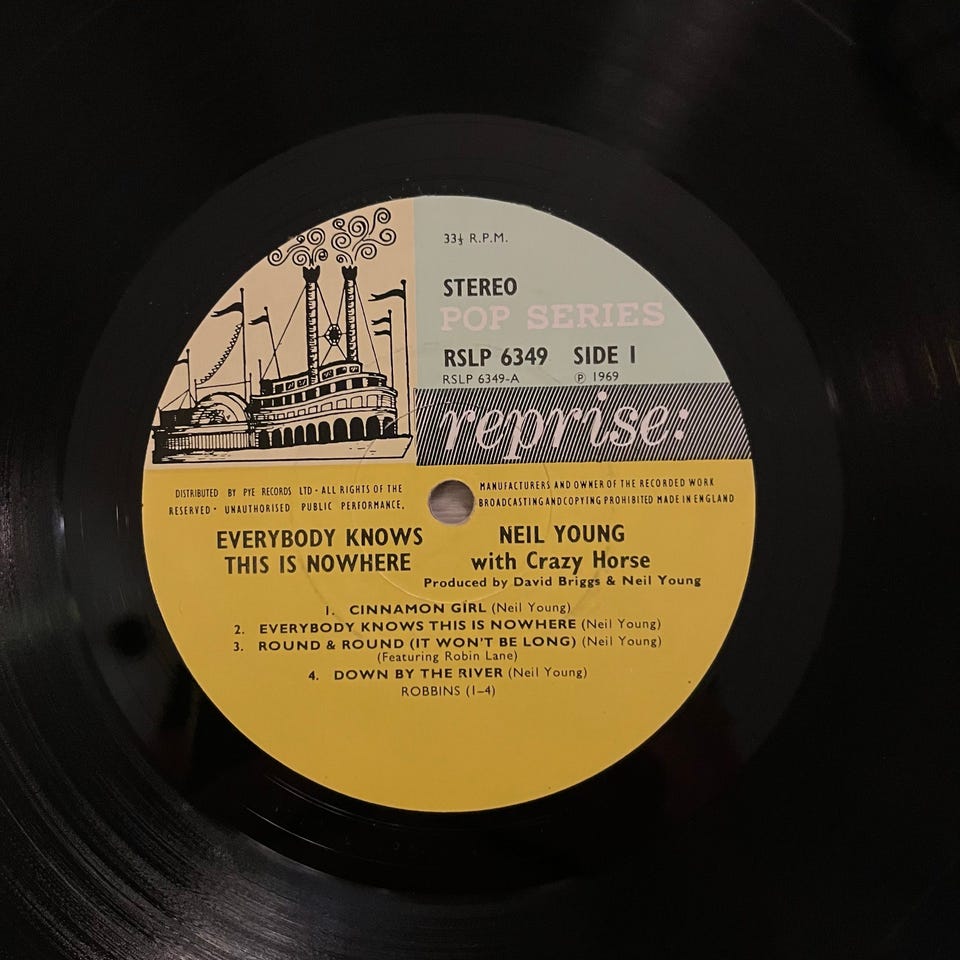 33⅓ R.P.M.
STEREO
POP SERIES
RSLP 6349 SIDE 1
RSLP 6349-A ℗ 1969
reprise:
DISTRIBUTED BY PYE RECORDS LTD · ALL RIGHTS OF THE MANUFACTURERS AND OWNER OF THE RECORDED WORK
RESERVED · UNAUTHORISED PUBLIC PERFORMANCE, BROADCASTING AND COPYING PROHIBITED MADE IN ENGLAND
EVERYBODY KNOWS
THIS IS NOWHERE
NEIL YOUNG
with Crazy Horse
Produced by David Briggs & Neil Young
1. CINNAMON GIRL (Neil Young)
2. EVERYBODY KNOWS THIS IS NOWHERE (Neil Young)
3. ROUND & ROUND (IT WON'T BE LONG) (Neil Young)
(Featuring Robin Lane)
4. DOWN BY THE RIVER (Neil Young)
ROBBINS (1–4)